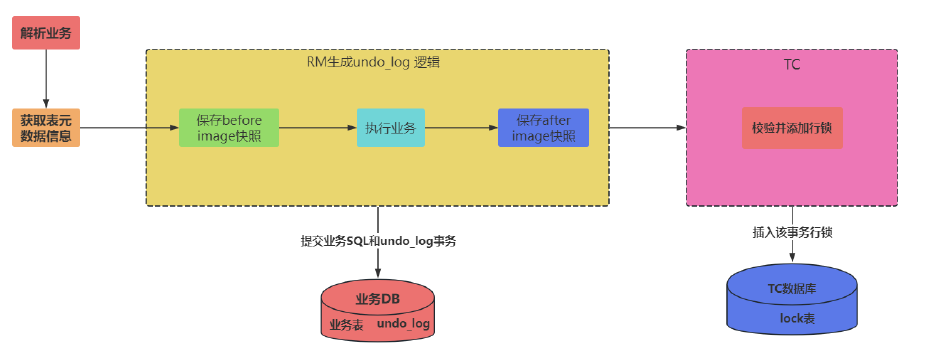 解析业务
获取表元
数据信息
RM生成undo_log 逻辑
保存before
image快照
执行业务
保存after
image快照
TC
校验并添加行锁
提交业务SQL和undo_log事务
业务DB
业务表 undo_log
插入该事务行锁
TC数据库
lock表